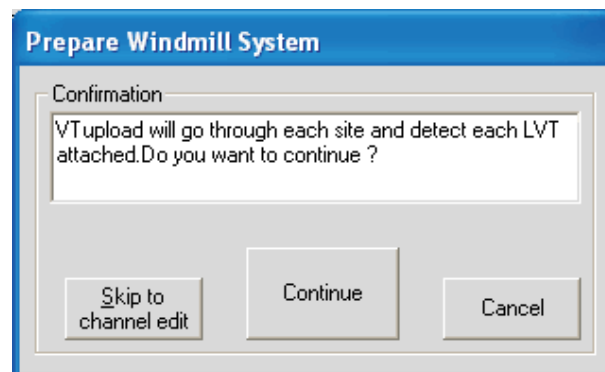 Prepare Windmill System
Confirmation
VTupload will go through each site and detect each LVT
attached.Do you want to continue ?
Skip to
channel edit
Continue
Cancel